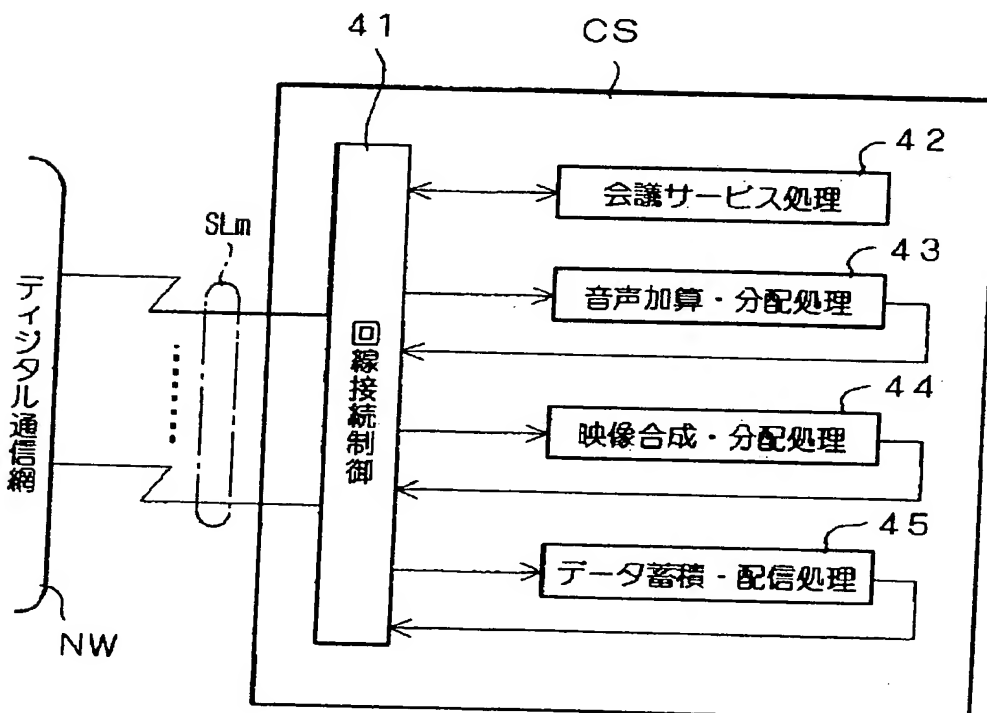 41
CS
42
会議サービス処理
SLm
43
音声加算・分配処理
ディジタル通信網
回線接続制御
44
映像合成・分配処理
45
データ蓄積・配信処理
NW